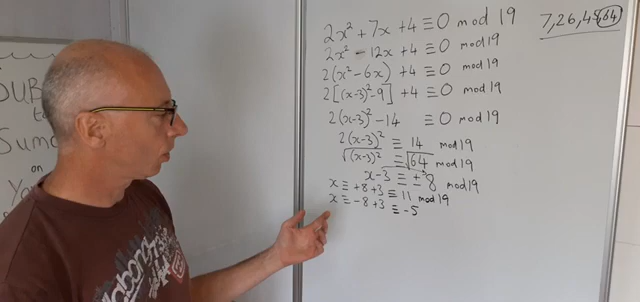 2x² + 7x + 4 ≡ 0 mod 19
7, 26, 45, 64
2x² - 12x + 4 ≡ 0 mod 19
2(x² - 6x) + 4 ≡ 0 mod 19
2[(x-3)² - 9] + 4 ≡ 0 mod 19
2(x-3)² - 14 ≡ 0 mod 19
2(x-3)² ≡ 14 mod 19
√(x-3)² ≡ √64 mod 19
x-3 ≡ ± 8 mod 19
x ≡ +8 +3 ≡ 11 mod 19
x ≡ -8 +3 ≡ -5
SUB
to
on